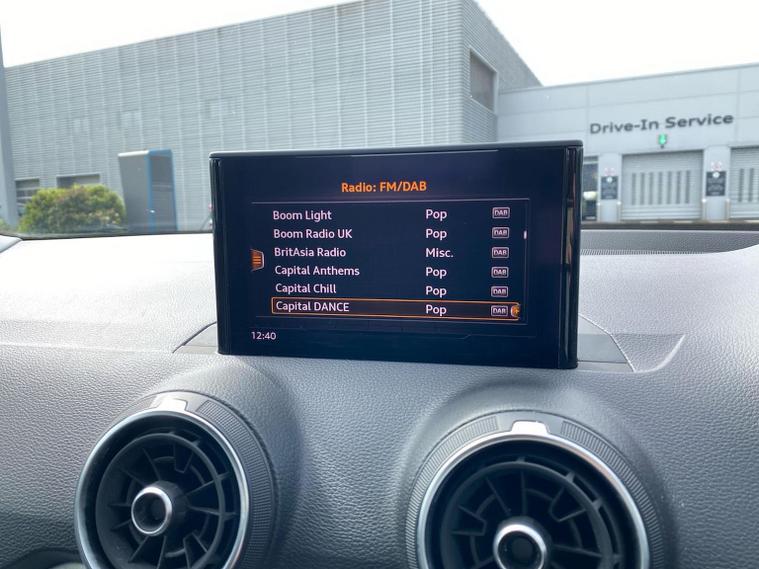 Drive-In Service
Radio: FM/DAB
Boom Light Pop DAB
Boom Radio UK Pop DAB
BritAsia Radio Misc. DAB
Capital Anthems Pop DAB
Capital Chill Pop DAB
Capital DANCE Pop DAB
12:40